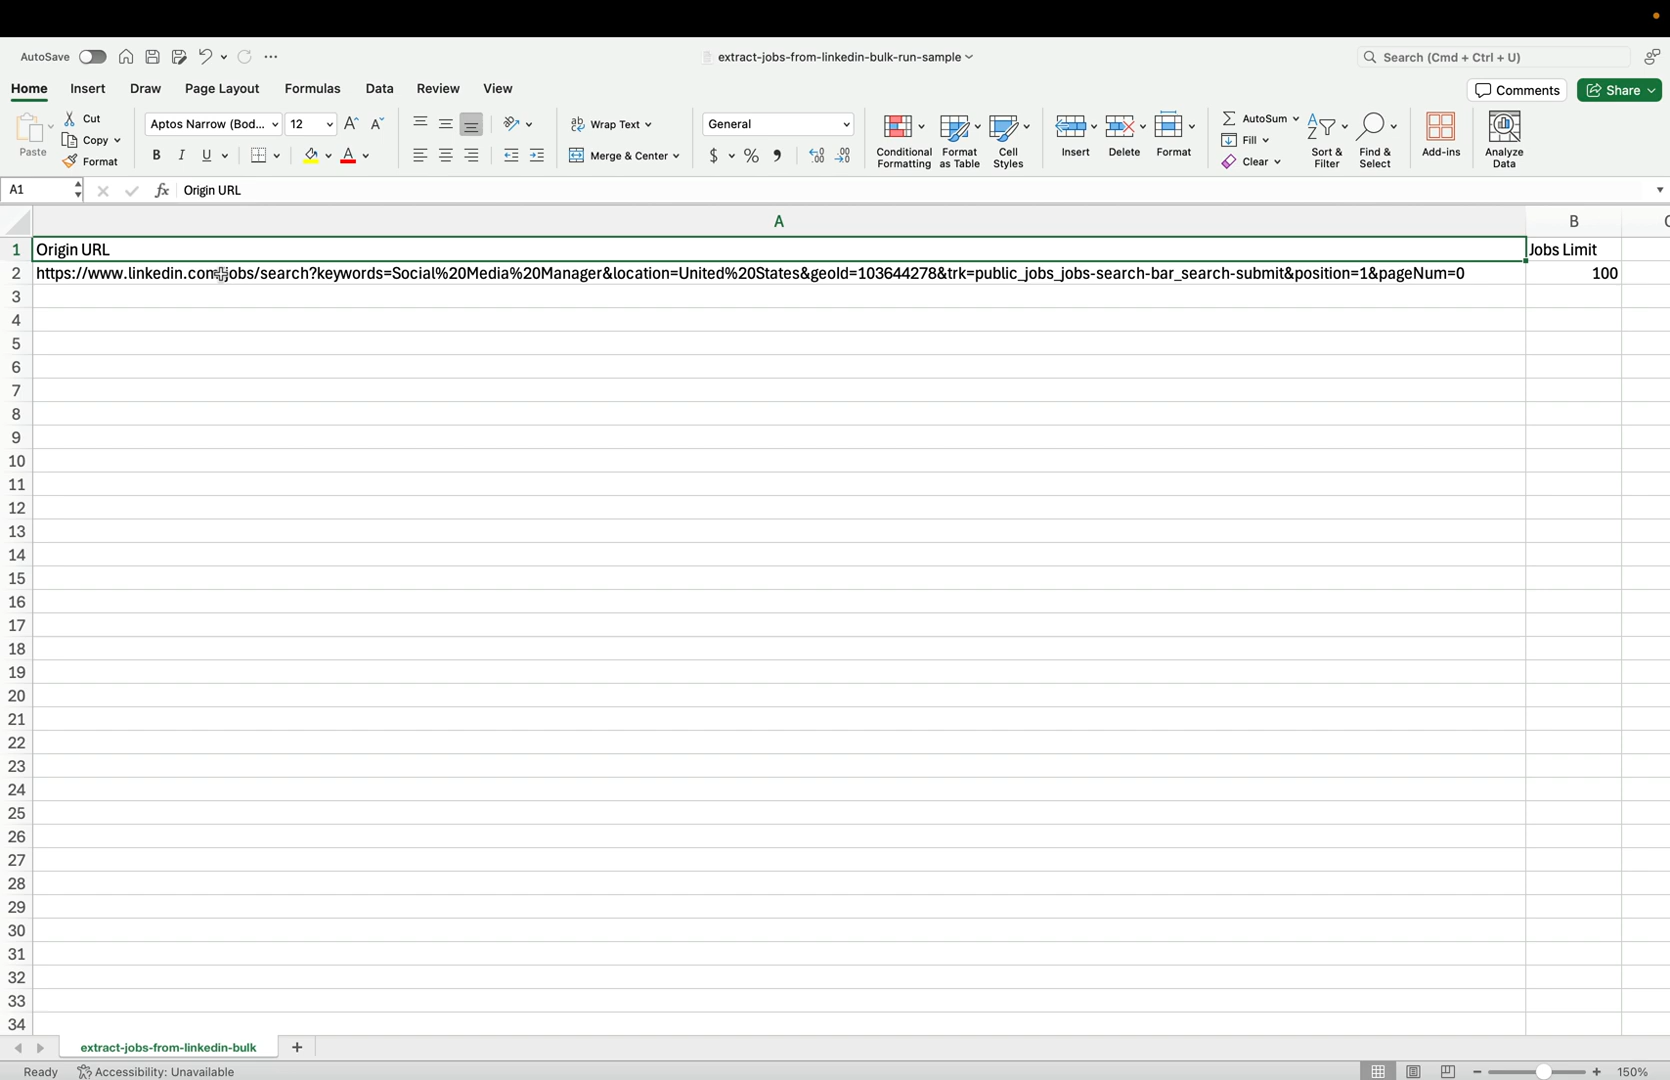 AutoSave
extract-jobs-from-linkedin-bulk-run-sample
Search (Cmd + Ctrl + U)
Home Insert Draw Page Layout Formulas Data Review View
Comments
Share
Paste
Cut
Copy
Format
Aptos Narrow (Bod... 12
B I U
Wrap Text
Merge & Center
General
$ % ,
Conditional Formatting
Format as Table
Cell Styles
Insert
Delete
Format
AutoSum
Fill
Clear
Sort & Filter
Find & Select
Add-ins
Analyze Data
A1 fx Origin URL
A B C
1 Origin URL Jobs Limit
2 https://www.linkedin.com/jobs/search?keywords=Social%20Media%20Manager&location=United%20States&geoId=103644278&trk=public_jobs_jobs-search-bar_search-submit&position=1&pageNum=0 100
3
4
5
6
7
8
9
10
11
12
13
14
15
16
17
18
19
20
21
22
23
24
25
26
27
28
29
30
31
32
33
34
extract-jobs-from-linkedin-bulk +
Ready Accessibility: Unavailable
150%